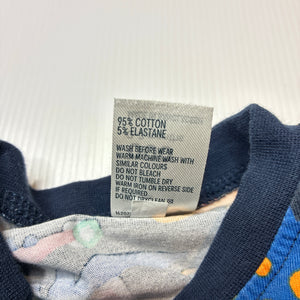 95% COTTON
5% ELASTANE
WASH BEFORE WEAR
WARM MACHINE WASH WITH
SIMILAR COLOURS
DO NOT BLEACH
DO NOT TUMBLE DRY
WARM IRON ON REVERSE SIDE
IF REQUIRED.
DO NOT DRYCLEAN